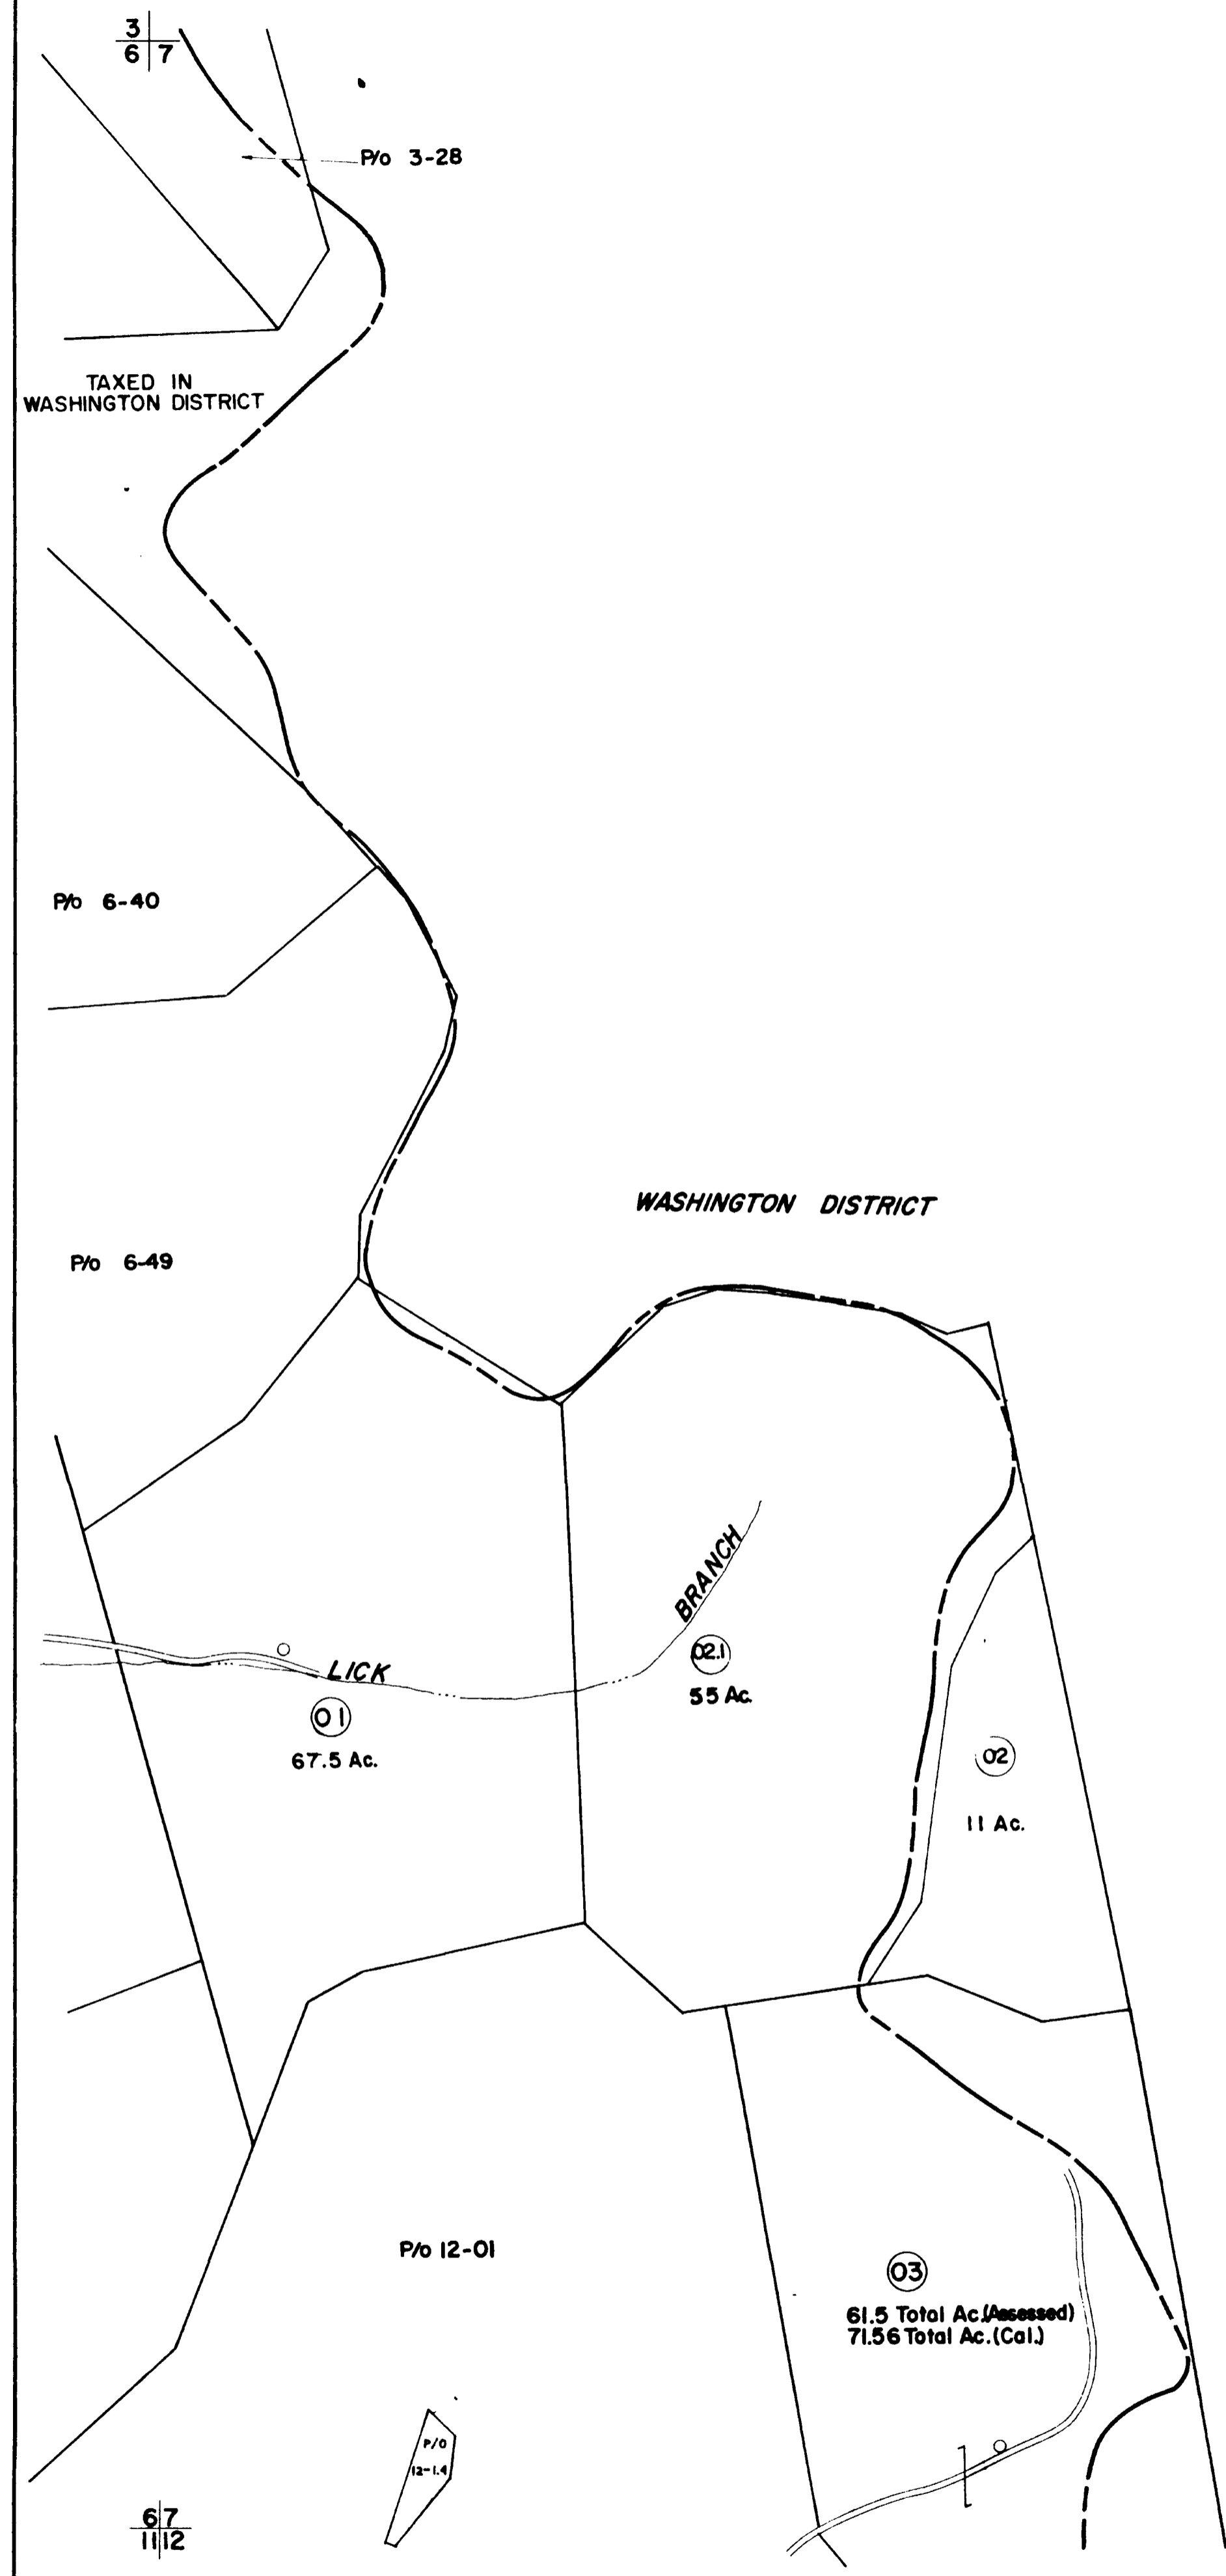 3
6 7
P/o 3-28
TAXED IN
WASHINGTON DISTRICT
P/o 6-40
WASHINGTON DISTRICT
P/o 6-49
BRANCH
LICK
02.1
55 Ac.
01
67.5 Ac.
02
11 Ac.
P/o 12-01
03
61.5 Total Ac.(Assessed)
71.56 Total Ac.(Cal.)
P/O
12-1.4
6 7
11 12